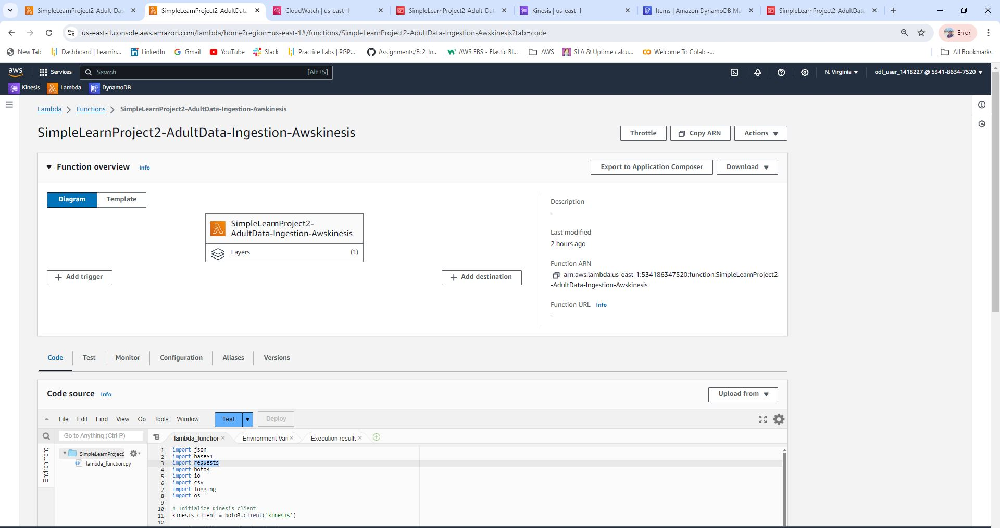 SimpleLearnProject2-Adult-Dat
SimpleLearnProject2-AdultData
CloudWatch | us-east-1
SimpleLearnProject2-Adult-Dat
Kinesis | us-east-1
Items | Amazon DynamoDB Ma
SimpleLearnProject2-AdultData
us-east-1.console.aws.amazon.com/lambda/home?region=us-east-1#/functions/SimpleLearnProject2-AdultData-Ingestion-Awskinesis?tab=code
Error
New Tab
Dashboard | Learnin...
LinkedIn
Gmail
YouTube
Slack
Practice Labs | PGP...
Assignments/Ec2_In...
AWS EBS - Elastic Bl...
AWS
SLA & Uptime calcu...
Welcome To Colab -...
All Bookmarks
aws
Services
Search
[Alt+S]
N. Virginia
odl_user_1418227 @ 5341-8634-7520
Kinesis
Lambda
DynamoDB
Lambda
Functions
SimpleLearnProject2-AdultData-Ingestion-Awskinesis
SimpleLearnProject2-AdultData-Ingestion-Awskinesis
Throttle
Copy ARN
Actions
Function overview
Info
Export to Application Composer
Download
Diagram
Template
SimpleLearnProject2-
AdultData-Ingestion-Awskinesis
Layers
(1)
Add trigger
Add destination
Description
-
Last modified
2 hours ago
Function ARN
arn:aws:lambda:us-east-1:534186347520:function:SimpleLearnProject2
-AdultData-Ingestion-Awskinesis
Function URL Info
-
Code
Test
Monitor
Configuration
Aliases
Versions
Code source
Info
Upload from
File
Edit
Find
View
Go
Tools
Window
Test
Deploy
Go to Anything (Ctrl-P)
lambda_function
Environment Vari
Execution results
Environment
SimpleLearnProject
lambda_function.py
1 import json
2 import base64
3 import requests
4 import boto3
5 import io
6 import csv
7 import logging
8 import os
9
10 # Initialize Kinesis client
11 kinesis_client = boto3.client('kinesis')
12